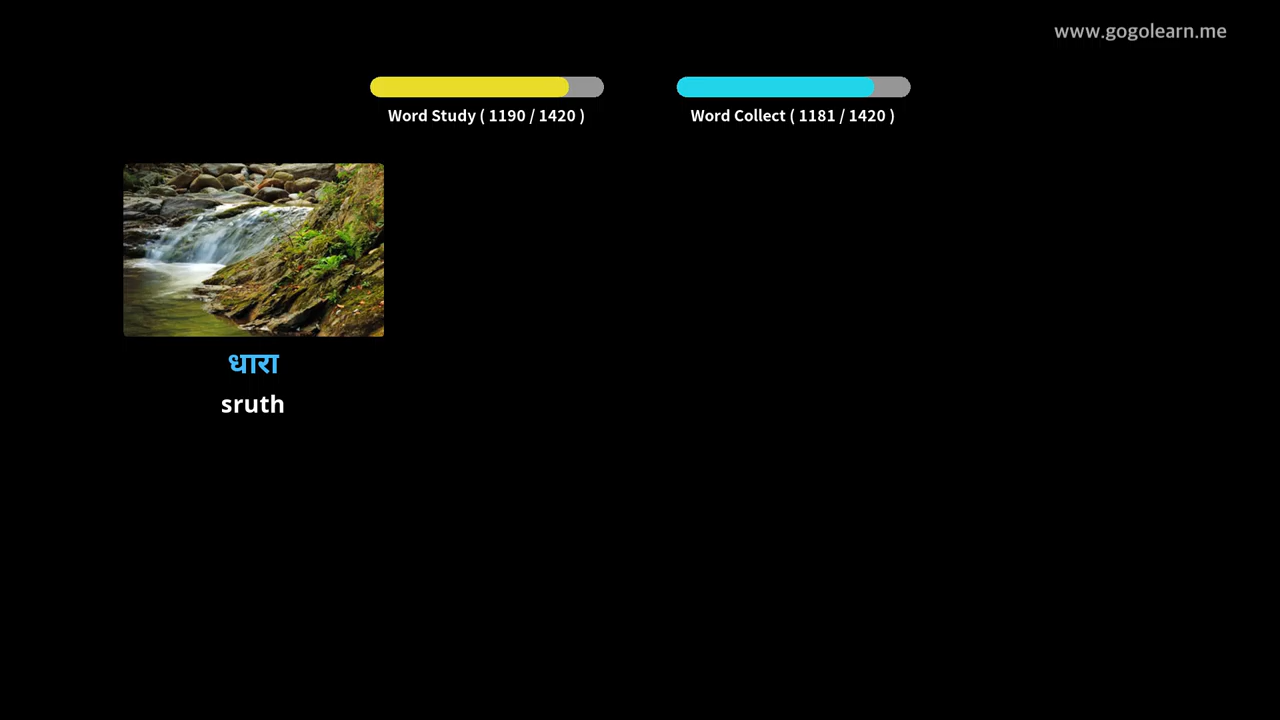 www.gogolearn.me
Word Study ( 1190 / 1420 )
Word Collect ( 1181 / 1420 )
धारा
sruth